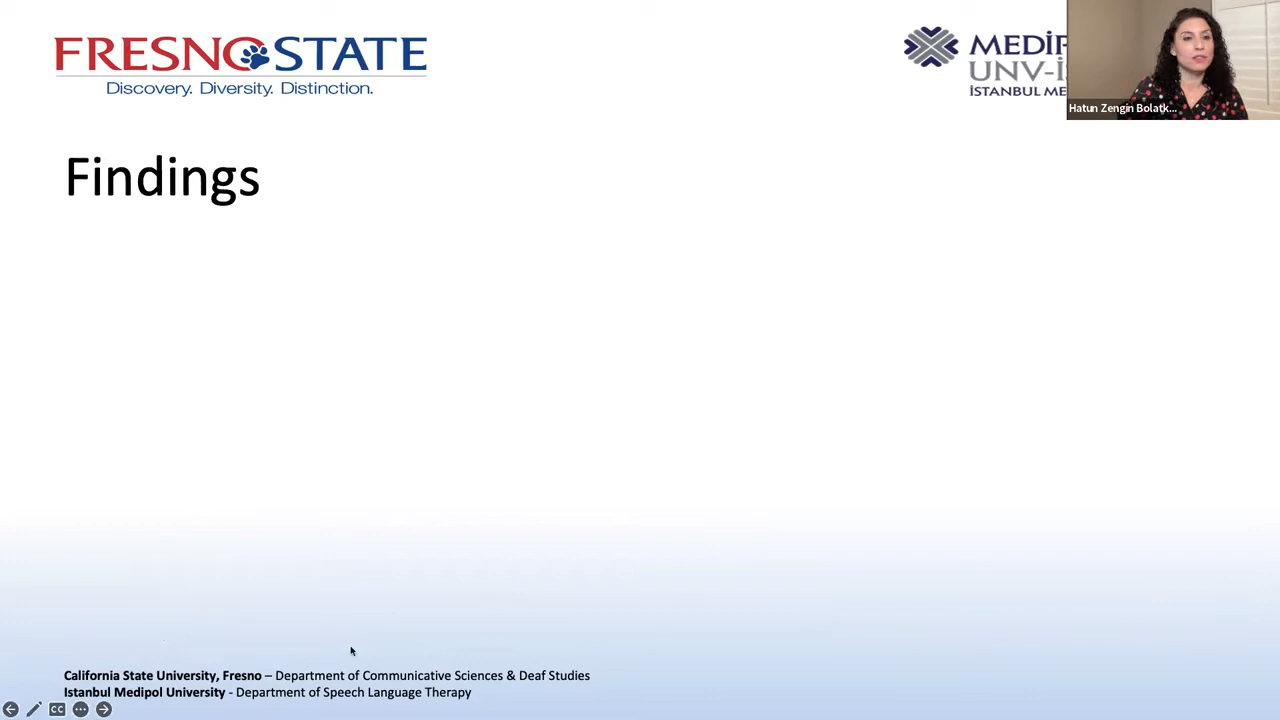 FRESNO STATE
Discovery. Diversity. Distinction.
UNV-İ
İSTANBUL ME
Hatun Zengin Bolatk...
Findings
California State University, Fresno – Department of Communicative Sciences & Deaf Studies
Istanbul Medipol University - Department of Speech Language Therapy
CC